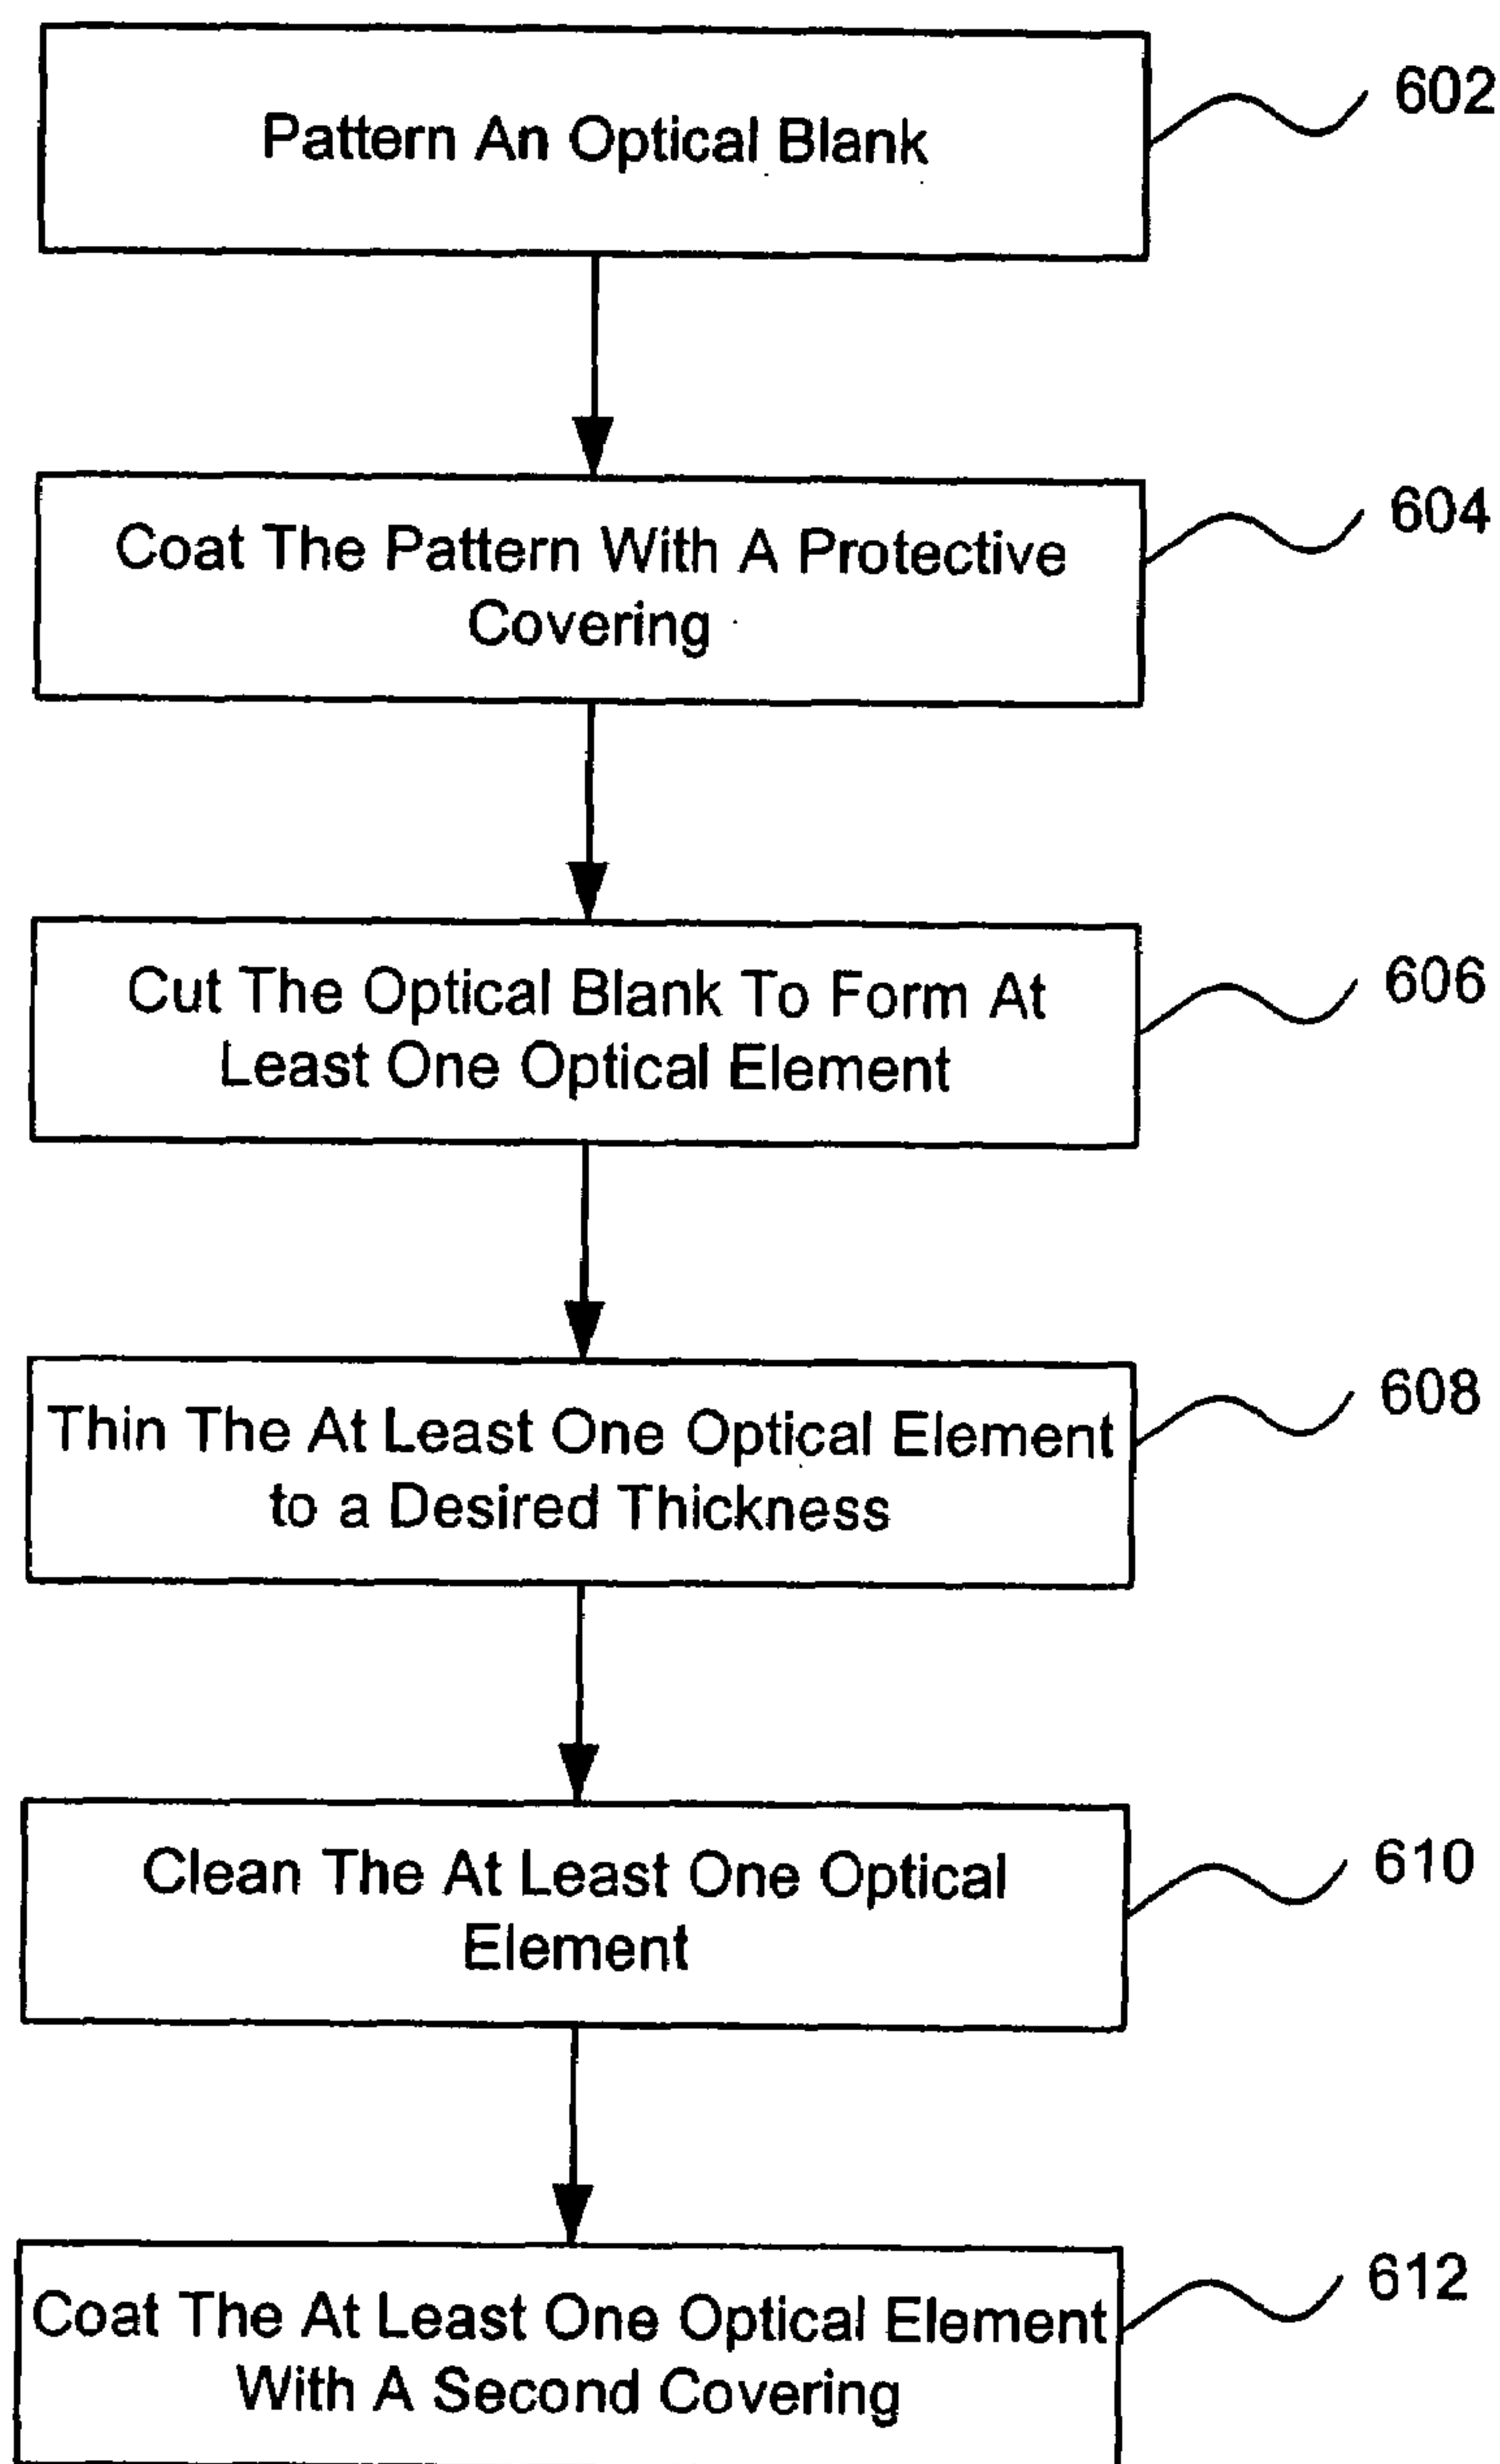 Pattern An Optical Blank
602
Coat The Pattern With A Protective
Covering
604
Cut The Optical Blank To Form At
Least One Optical Element
606
Thin The At Least One Optical Element
to a Desired Thickness
608
Clean The At Least One Optical
Element
610
Coat The At Least One Optical Element
With A Second Covering
612